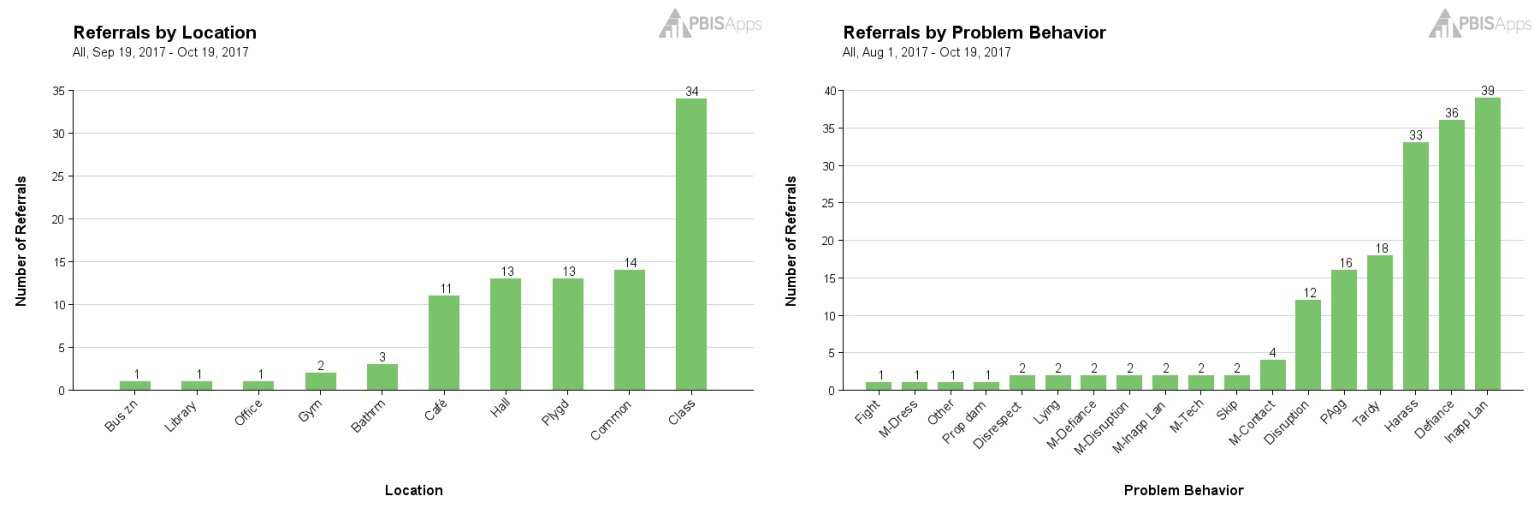 PBISApps
Referrals by Location
All, Sep 19, 2017 - Oct 19, 2017
Number of Referrals
35
30
25
20
15
10
5
0
1
1
1
2
3
11
13
13
14
34
Bus zn
Library
Office
Gym
Bathrm
Café
Hall
Plygd
Common
Class
Location
PBISApps
Referrals by Problem Behavior
All, Aug 1, 2017 - Oct 19, 2017
Number of Referrals
40
35
30
25
20
15
10
5
0
1
1
1
1
2
2
2
2
2
2
2
4
12
16
18
33
36
39
Fight
M-Dress
Other
Prop dam
Disrespect
Lying
M-Defiance
M-Disruption
M-Inapp Lan
M-Tech
Skip
M-Contact
Disruption
PAgg
Tardy
Harass
Defiance
Inapp Lan
Problem Behavior